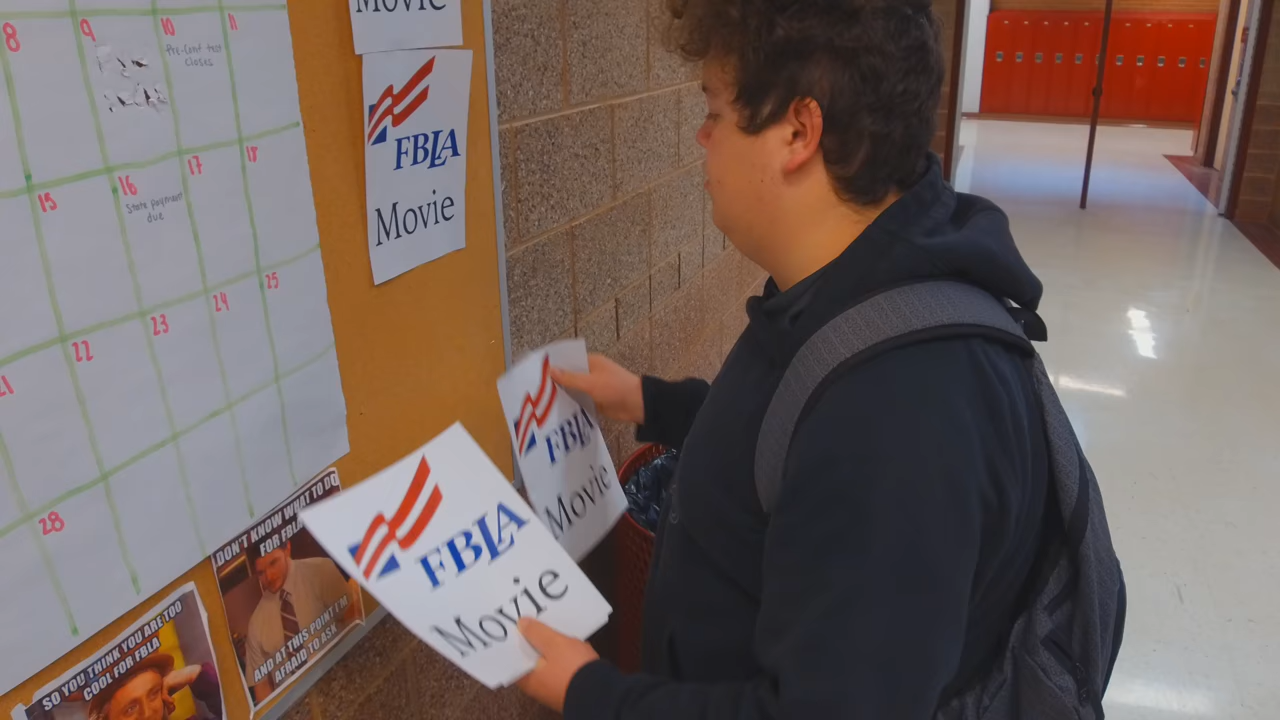 8
9
10
11
Pre-Conf test
closes
15
16
17
18
State payment
due
21
22
23
24
25
28
Movie
FBLA
Movie
FBLA
Movie
FBLA
Movie
DON'T KNOW WHAT TO DO
FOR FBLA
AND AT THIS POINT I'M
AFRAID TO ASK
SO YOU THINK YOU ARE TOO
COOL FOR FBLA